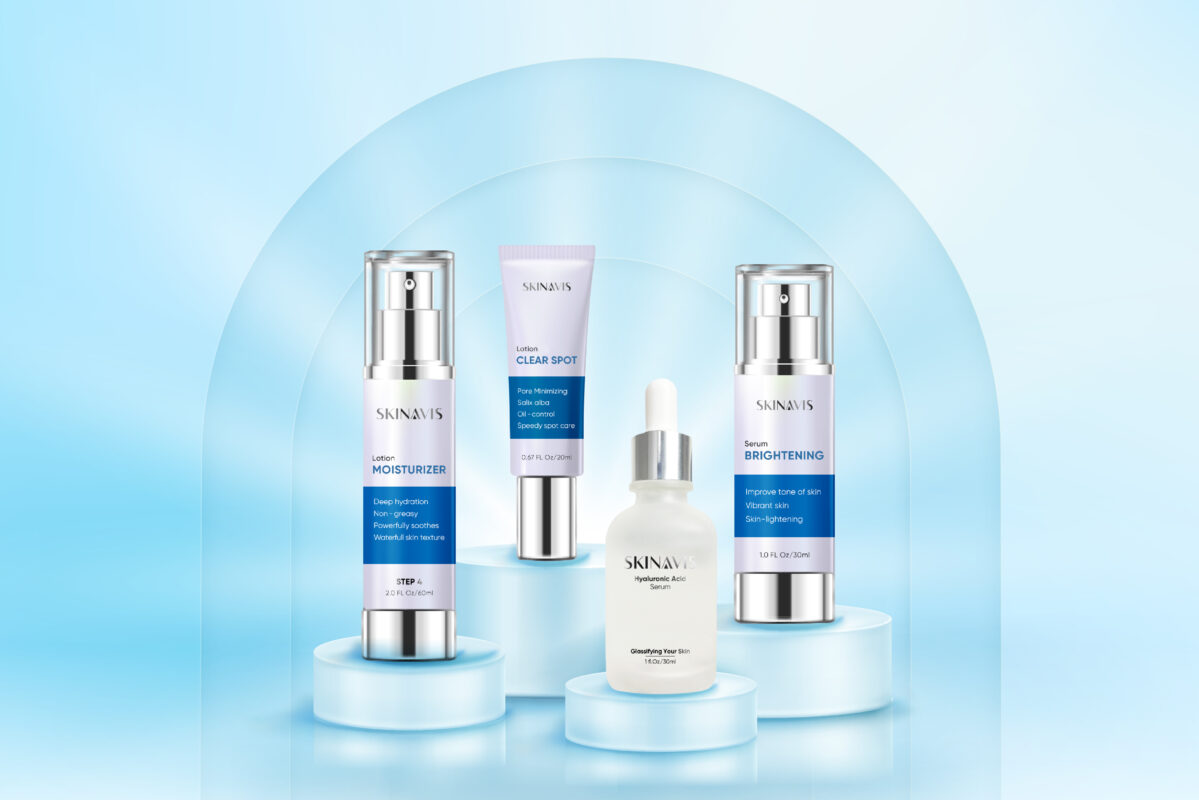 SKINAVIS
Lotion
MOISTURIZER
Deep hydration
Non - greasy
Powerfully soothes
Waterfull skin texture
STEP 4
2.0 FL Oz/60ml
SKINAVIS
Lotion
CLEAR SPOT
Pore Minimizing
Salix alba
Oil - control
Speedy spot care
0.67 FL Oz/20ml
SKINAVIS
Hyaluronic Acid
Serum
Glassifying Your Skin
1 fl.Oz/30ml
SKINAVIS
Serum
BRIGHTENING
Improve tone of skin
Vibrant skin
Skin-lightening
1.0 FL Oz/30ml